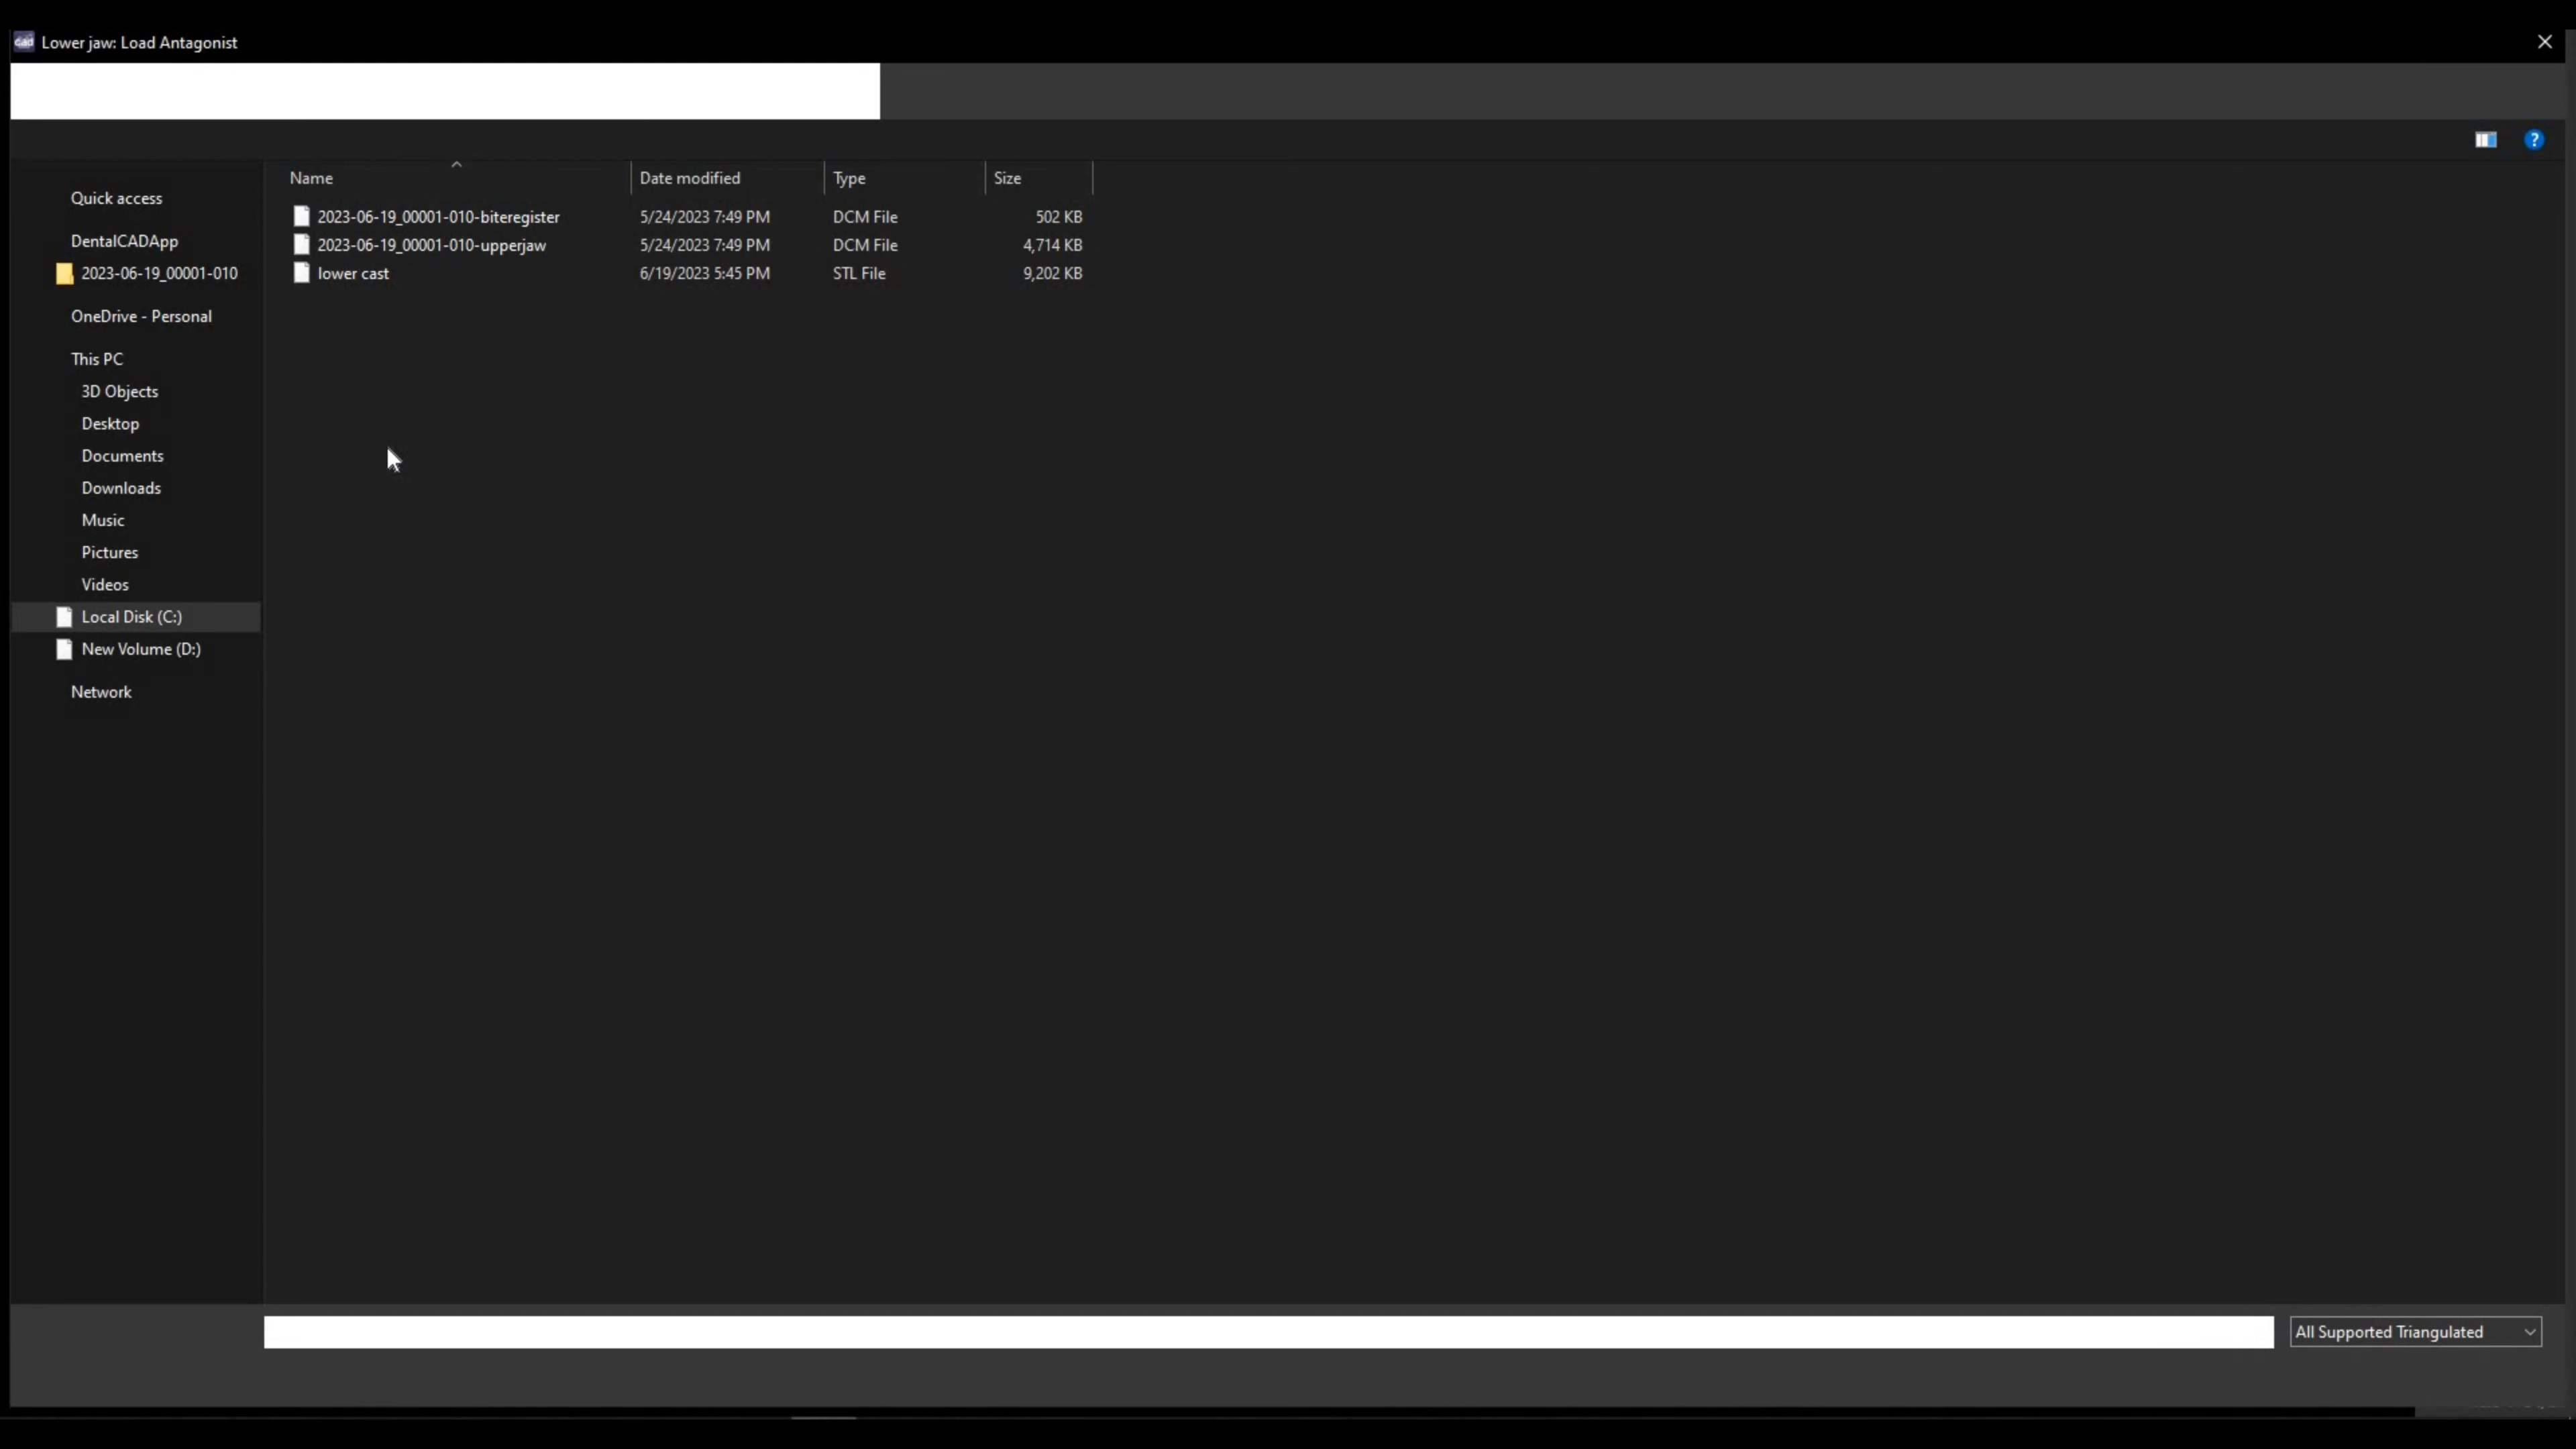 Lower jaw: Load Antagonist
Name Date modified Type Size
Quick access
2023-06-19_00001-010-biteregister 5/24/2023 7:49 PM DCM File 502 KB
DentalCADApp
2023-06-19_00001-010-upperjaw 5/24/2023 7:49 PM DCM File 4,714 KB
2023-06-19_00001-010
lower cast 6/19/2023 5:45 PM STL File 9,202 KB
OneDrive - Personal
This PC
3D Objects
Desktop
Documents
Downloads
Music
Pictures
Videos
Local Disk (C:)
New Volume (D:)
Network
All Supported Triangulated